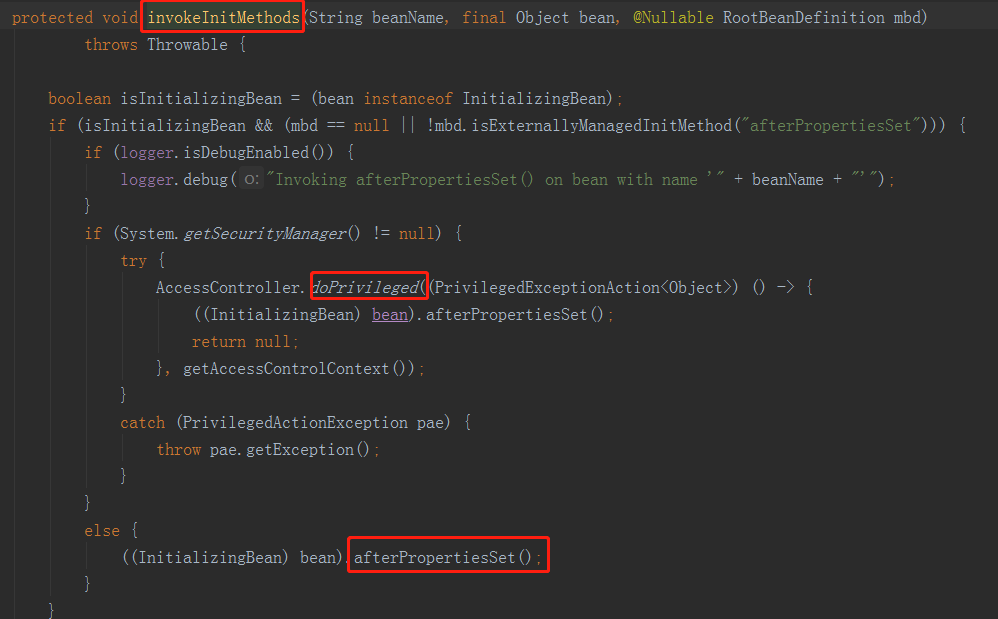 protected void invokeInitMethods(String beanName, final Object bean, @Nullable RootBeanDefinition mbd)
        throws Throwable {

    boolean isInitializingBean = (bean instanceof InitializingBean);
    if (isInitializingBean && (mbd == null || !mbd.isExternallyManagedInitMethod("afterPropertiesSet"))) {
        if (logger.isDebugEnabled()) {
            logger.debug( o: "Invoking afterPropertiesSet() on bean with name '" + beanName + "'");
        }
        if (System.getSecurityManager() != null) {
            try {
                AccessController.doPrivileged((PrivilegedExceptionAction<Object>) () -> {
                    ((InitializingBean) bean).afterPropertiesSet();
                    return null;
                }, getAccessControlContext());
            }
            catch (PrivilegedActionException pae) {
                throw pae.getException();
            }
        }
        else {
            ((InitializingBean) bean).afterPropertiesSet();
        }
    }